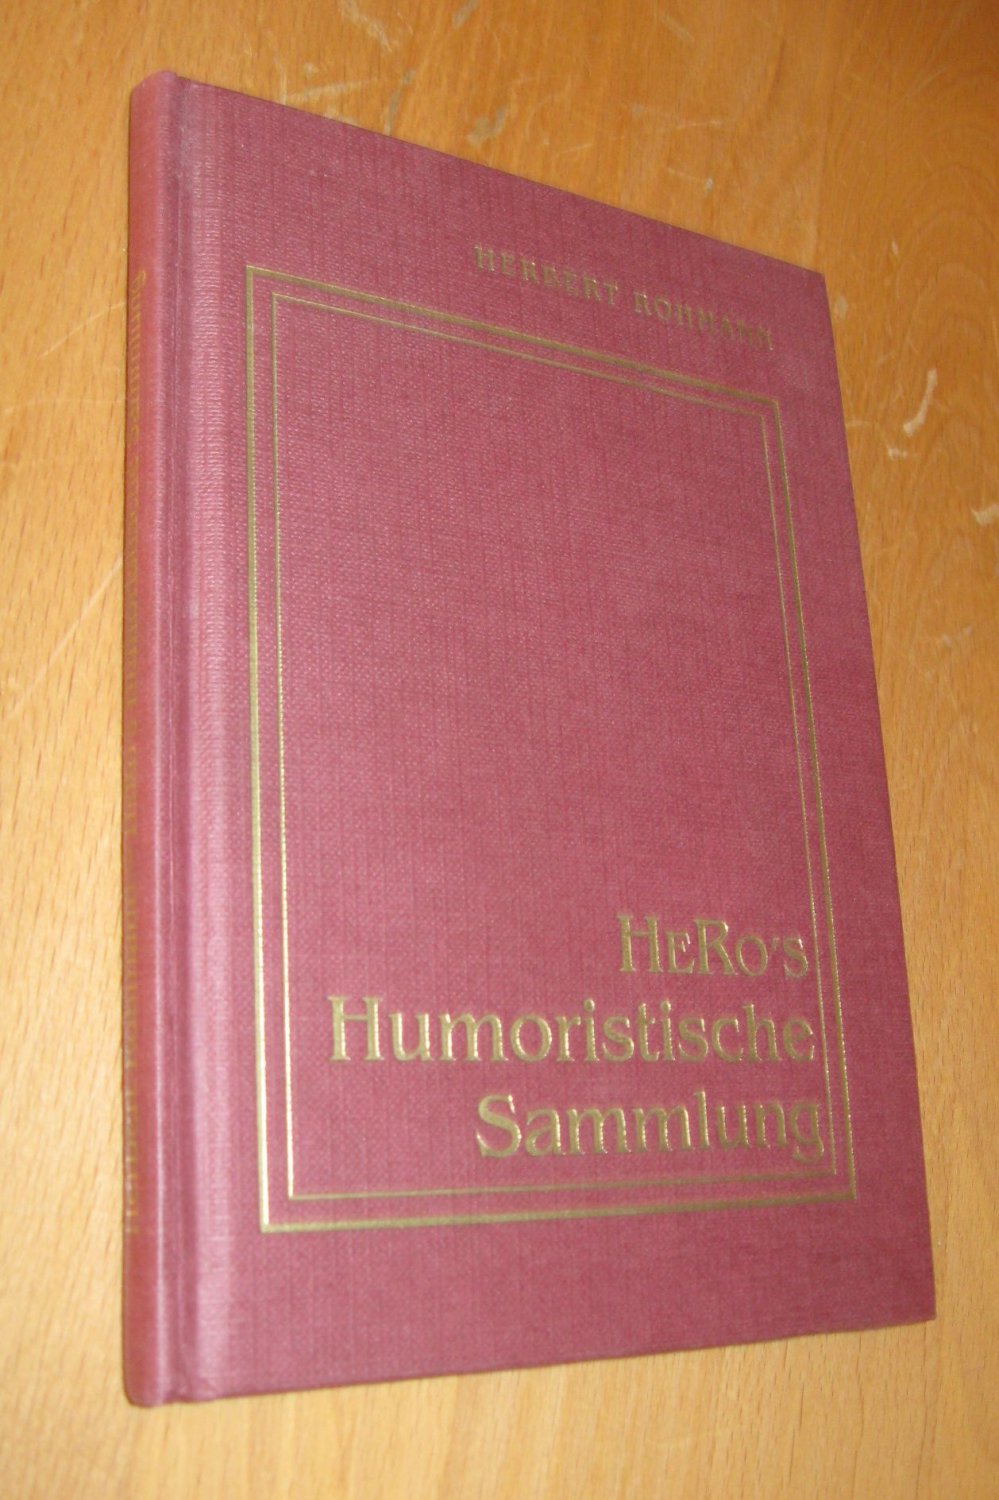 HERBERT ROHMANN
HeRo's
Humoristische
Sammlung